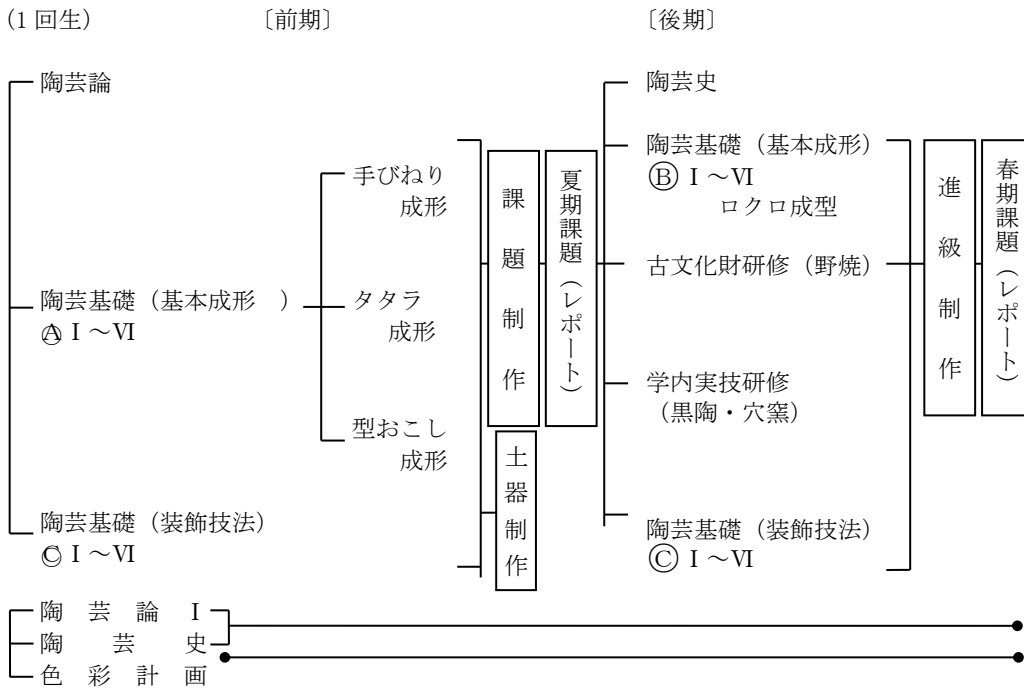 (1 回生)
〔前期〕
〔後期〕
陶芸論
陶芸基礎（基本成形　）
Ⓐ Ⅰ～Ⅵ
陶芸基礎（装飾技法）
Ⓒ Ⅰ～Ⅵ
手びねり
成形
タタラ
成形
型おこし
成形
課題制作
夏期課題（レポート）
土器制作
陶芸史
陶芸基礎（基本成形）
Ⓑ Ⅰ～Ⅵ
ロクロ成型
古文化財研修（野焼）
学内実技研修
（黒陶・穴窯）
陶芸基礎（装飾技法）
Ⓒ Ⅰ～Ⅵ
進級制作
春期課題（レポート）
陶芸論Ⅰ
陶芸史
色彩計画